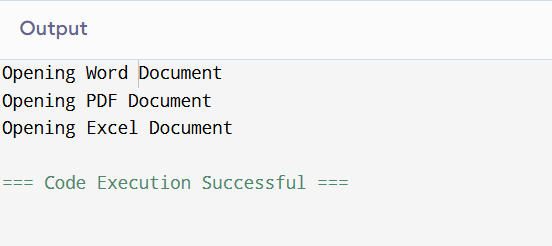 Output
Opening Word Document
Opening PDF Document
Opening Excel Document
=== Code Execution Successful ===